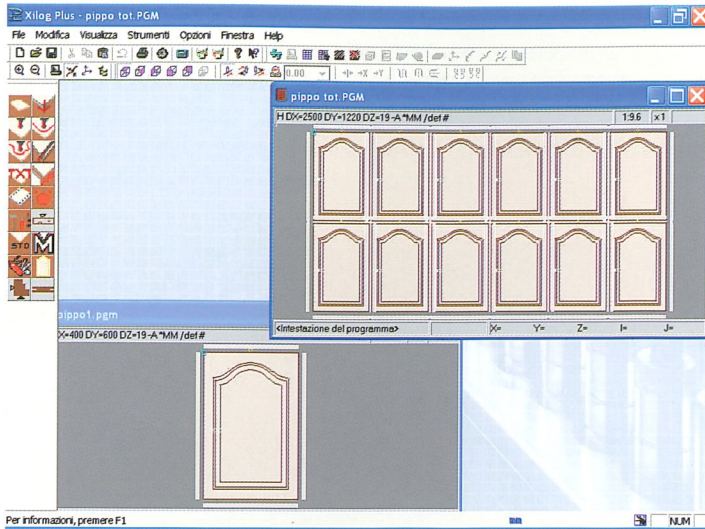 Xilog Plus - pippo tot.PGM
File Modifica Visualizza Strumenti Opzioni Finestra Help
0.00
pippo tot.PGM
H DX=2500 DY=1220 DZ=19 -A *MM /def # 1:9.6 x1
STD
M
pippo1.pgm
X=400 DY=600 DZ=19 -A *MM /def #
<Intestazione del programma> X= Y= Z= I= J=
Per informazioni, premere F1 mm NUM